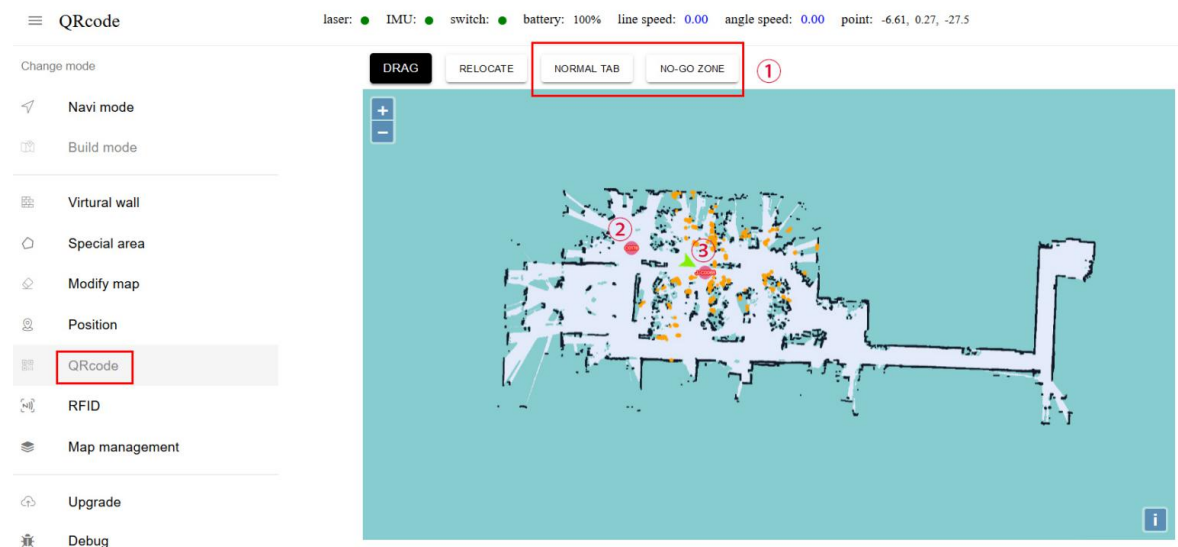 QRcode
laser: IMU: switch: battery: 100% line speed: 0.00 angle speed: 0.00 point: -6.61, 0.27, -27.5
Change mode
DRAG RELOCATE NORMAL TAB NO-GO ZONE ①
Navi mode
+
−
Build mode
Virtural wall
②
Special area
③
Modify map
Position
QRcode
RFID
Map management
Upgrade
i
Debug